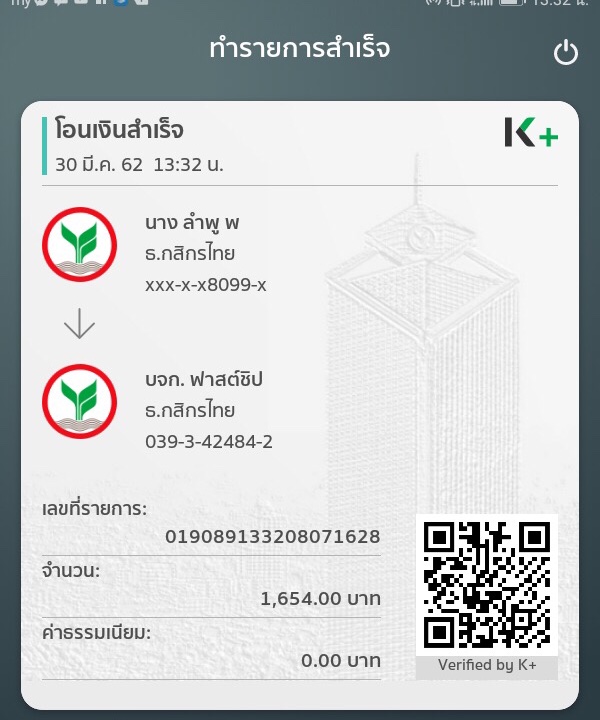 13:32 น.
ทำรายการสำเร็จ
โอนเงินสำเร็จ
K+
30 มี.ค. 62 13:32 น.
นาง ลำพู พ
ธ.กสิกรไทย
xxx-x-x8099-x
บจก. ฟาสต์ชิป
ธ.กสิกรไทย
039-3-42484-2
เลขที่รายการ:
019089133208071628
จำนวน:
1,654.00 บาท
ค่าธรรมเนียม:
0.00 บาท
Verified by K+